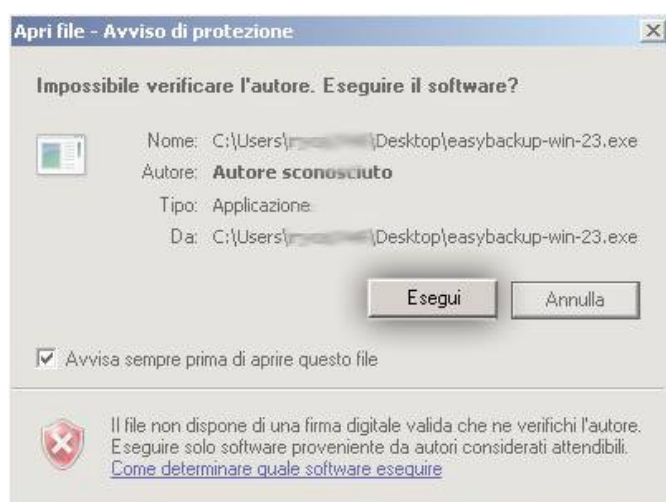 Apri file - Avviso di protezione
Impossibile verificare l'autore. Eseguire il software?
Nome: C:\Users\ \Desktop\easybackup-win-23.exe
Autore: Autore sconosciuto
Tipo: Applicazione
Da: C:\Users\ \Desktop\easybackup-win-23.exe
Esegui Annulla
Avvisa sempre prima di aprire questo file
Il file non dispone di una firma digitale valida che ne verifichi l'autore.
Eseguire solo software proveniente da autori considerati attendibili.
Come determinare quale software eseguire